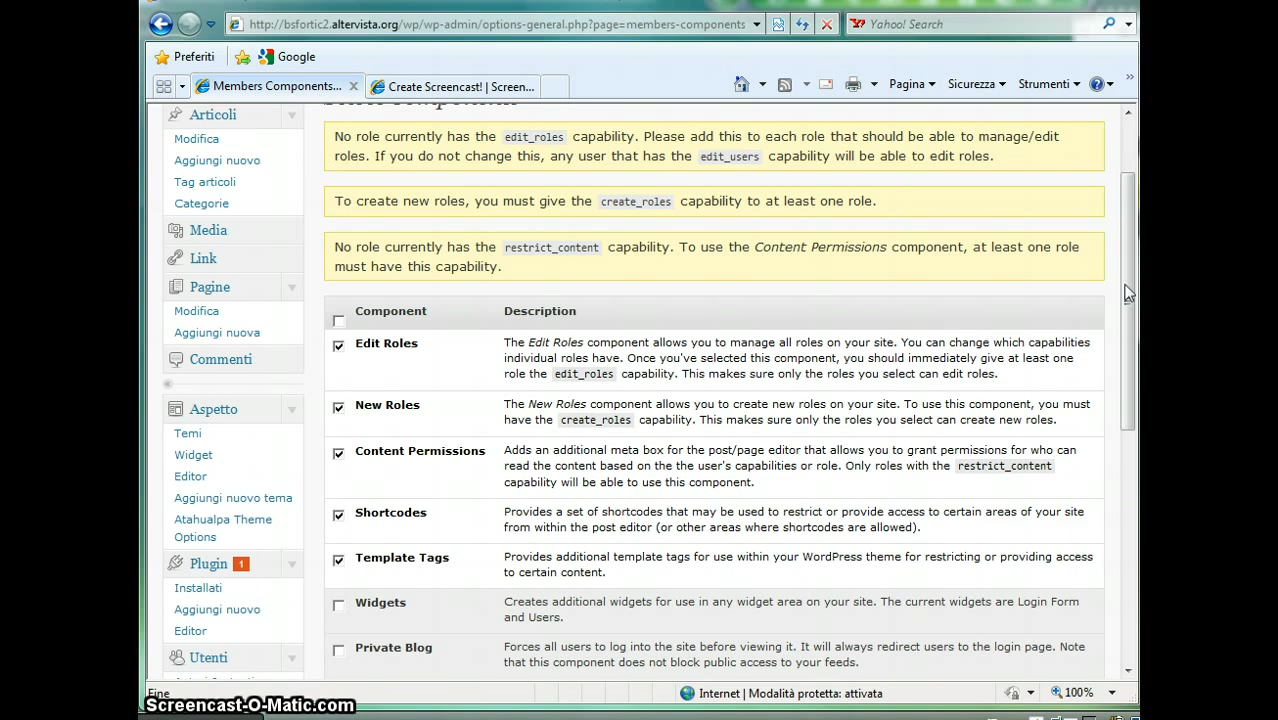 http://bsfortic2.altervista.org/wp/wp-admin/options-general.php?page=members-components
Yahoo! Search
Preferiti
Google
Members Components...
Create Screencast! | Screen...
Pagina
Sicurezza
Strumenti
Articoli
Modifica
Aggiungi nuovo
Tag articoli
Categorie
Media
Link
Pagine
Modifica
Aggiungi nuova
Commenti
Aspetto
Temi
Widget
Editor
Aggiungi nuovo tema
Atahualpa Theme
Options
Plugin 1
Installati
Aggiungi nuovo
Editor
Utenti
No role currently has the edit_roles capability. Please add this to each role that should be able to manage/edit
roles. If you do not change this, any user that has the edit_users capability will be able to edit roles.
To create new roles, you must give the create_roles capability to at least one role.
No role currently has the restrict_content capability. To use the Content Permissions component, at least one role
must have this capability.
Component Description
Edit Roles
The Edit Roles component allows you to manage all roles on your site. You can change which capabilities
individual roles have. Once you've selected this component, you should immediately give at least one
role the edit_roles capability. This makes sure only the roles you select can edit roles.
New Roles
The New Roles component allows you to create new roles on your site. To use this component, you must
have the create_roles capability. This makes sure only the roles you select can create new roles.
Content Permissions
Adds an additional meta box for the post/page editor that allows you to grant permissions for who can
read the content based on the the user's capabilities or role. Only roles with the restrict_content
capability will be able to use this component.
Shortcodes
Provides a set of shortcodes that may be used to restrict or provide access to certain areas of your site
from within the post editor (or other areas where shortcodes are allowed).
Template Tags
Provides additional template tags for use within your WordPress theme for restricting or providing access
to certain content.
Widgets
Creates additional widgets for use in any widget area on your site. The current widgets are Login Form
and Users.
Private Blog
Forces all users to log into the site before viewing it. It will always redirect users to the login page. Note
that this component does not block public access to your feeds.
Fine
Internet | Modalità protetta: attivata
100%
Screencast-O-Matic.com